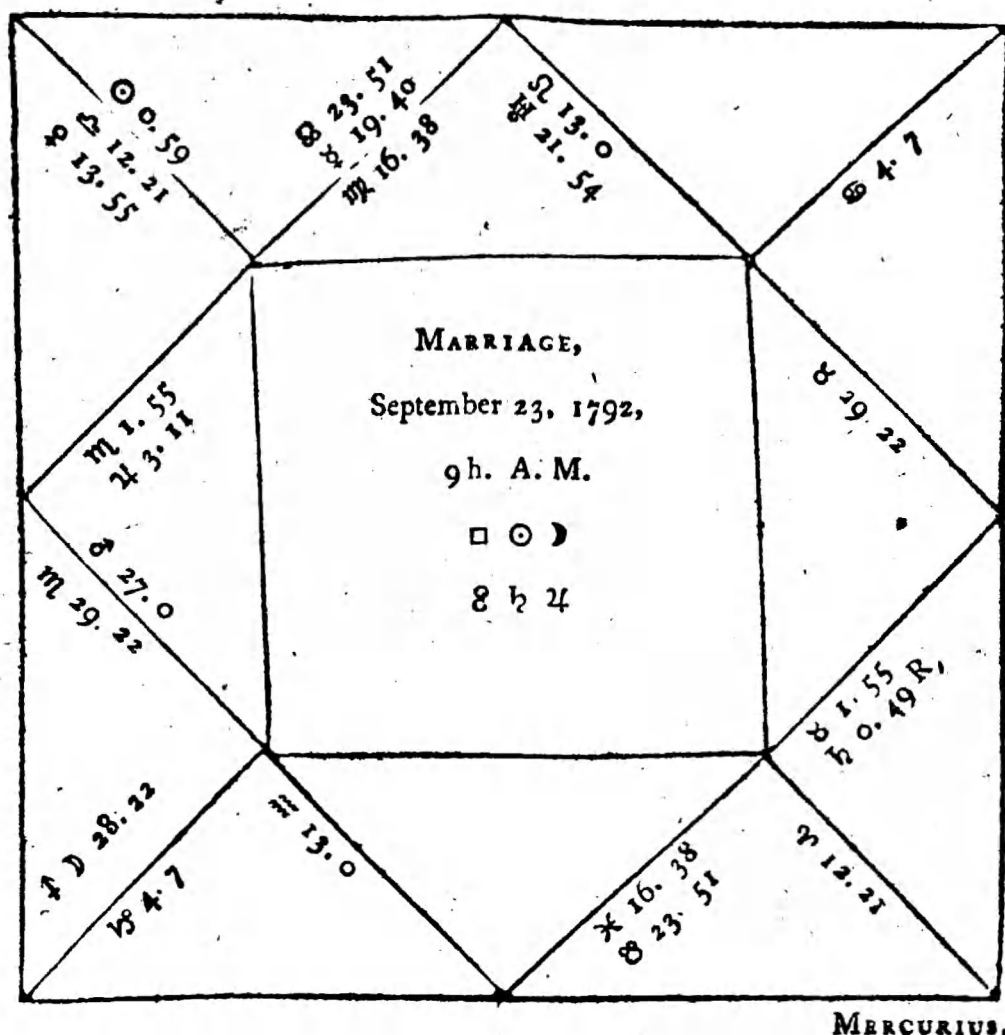 ☉ 0. 59
♎ 12. 21
♀ 13. 55
☊ 23. 51
☿ 19. 40
♍ 16. 38
♌ 13. 0
♅ 21. 54
♋ 4. 7
♏ 1. 55
♃ 3. 11
MARRIAGE,
September 23, 1792,
9 h. A. M.
□ ☉ ☽
☍ ♄ ♃
♉ 29. 22
♂ 27. 0
♏ 29. 22
♉ 1. 55
♄ 0. 49 R,
♐ ☽ 28. 22
♑ 4. 7
♒ 13. 0
♓ 16. 38
☋ 23. 51
♈ 12. 21
MERCURIUS.